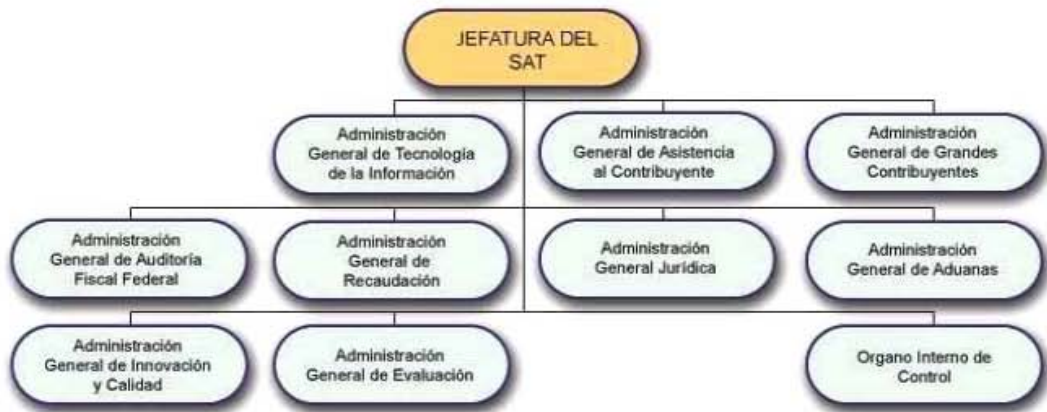 JEFATURA DEL
SAT
Administración
General de Tecnología
de la Información
Administración
General de Asistencia
al Contribuyente
Administración
General de Grandes
Contribuyentes
Administración
General de Auditoría
Fiscal Federal
Administración
General de
Recaudación
Administración
General Jurídica
Administración
General de Aduanas
Administración
General de Innovación
y Calidad
Administración
General de Evaluación
Organo Interno de
Control